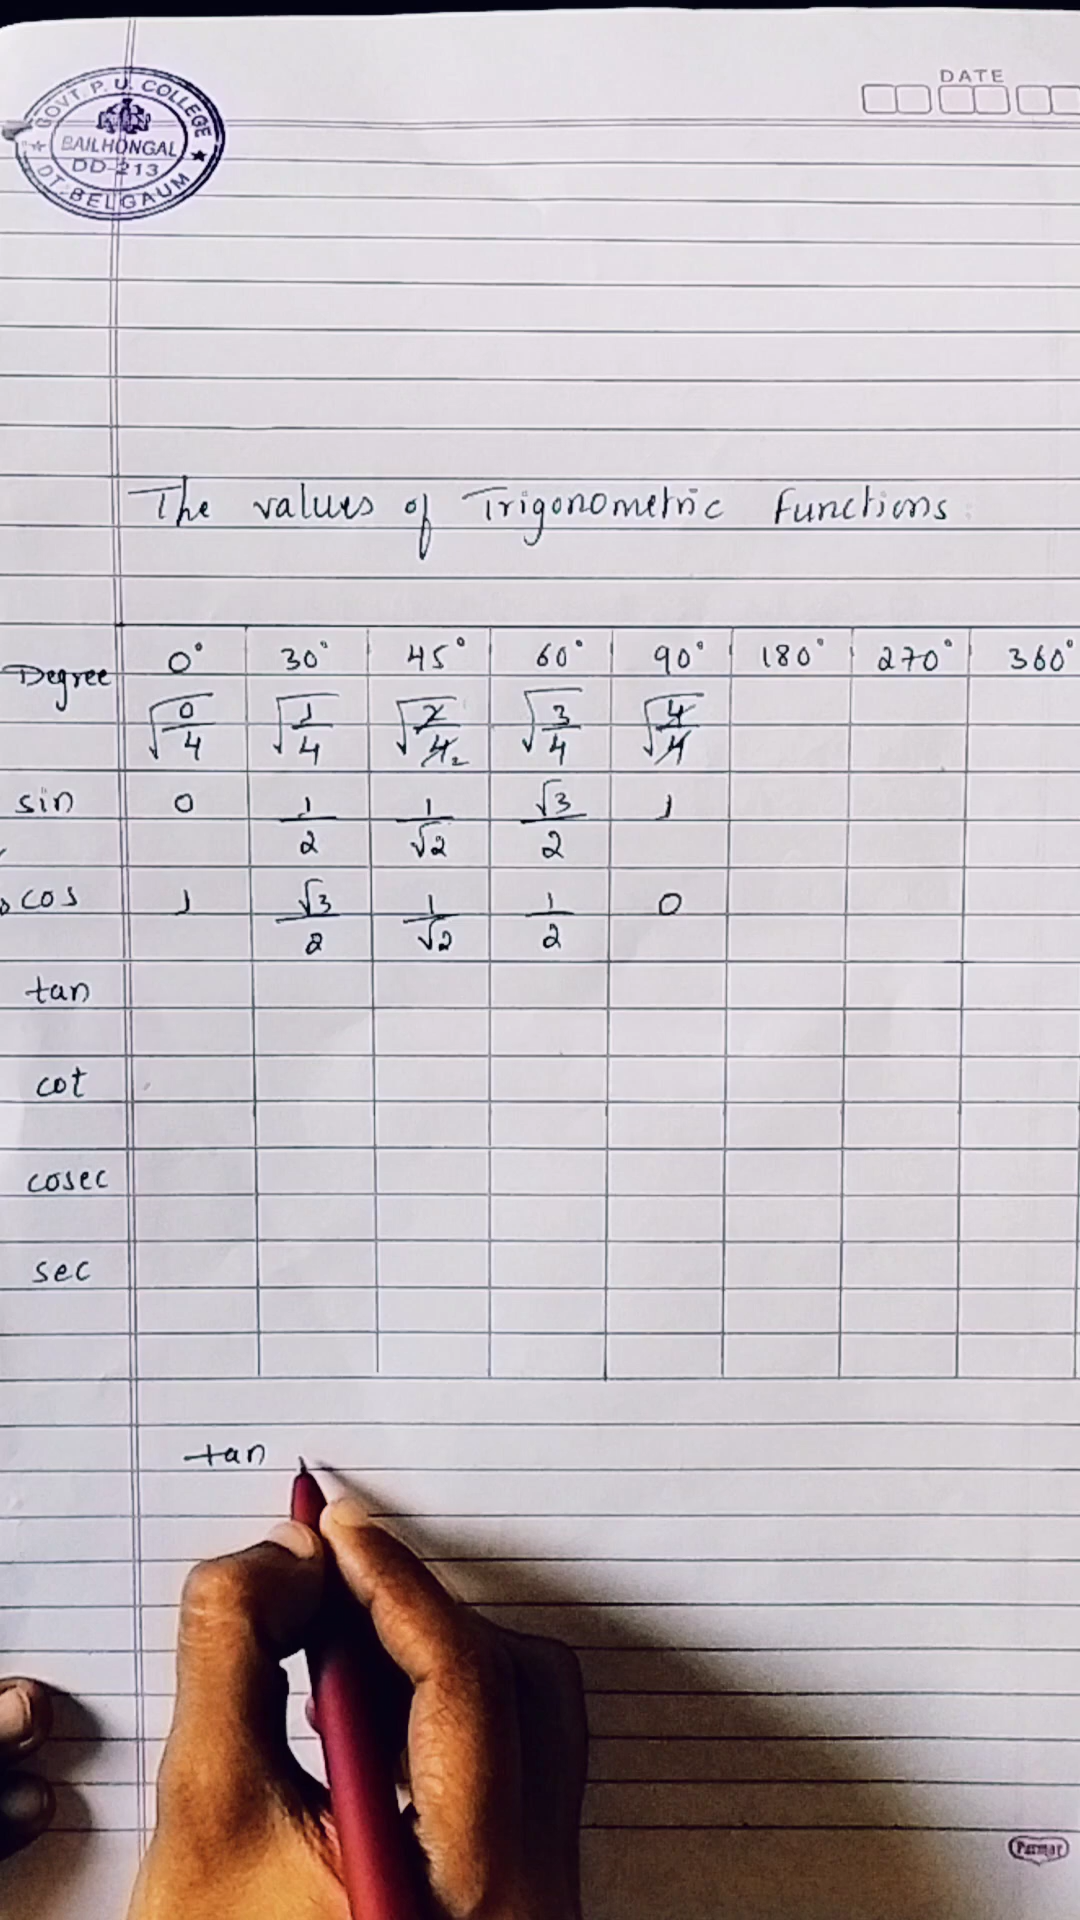 DATE
GOVT. P. U. COLLEGE
BAILHONGAL
DD-213
DT. BELGAUM
The values of Trigonometric Functions
Degree 0° 30° 45° 60° 90° 180° 270° 360°
√0/4 √1/4 √2/4 2 √3/4 √4/4
sin 0 1/2 1/√2 √3/2 1
cos 1 √3/2 1/√2 1/2 0
tan
cot
cosec
sec
tan
Parmar